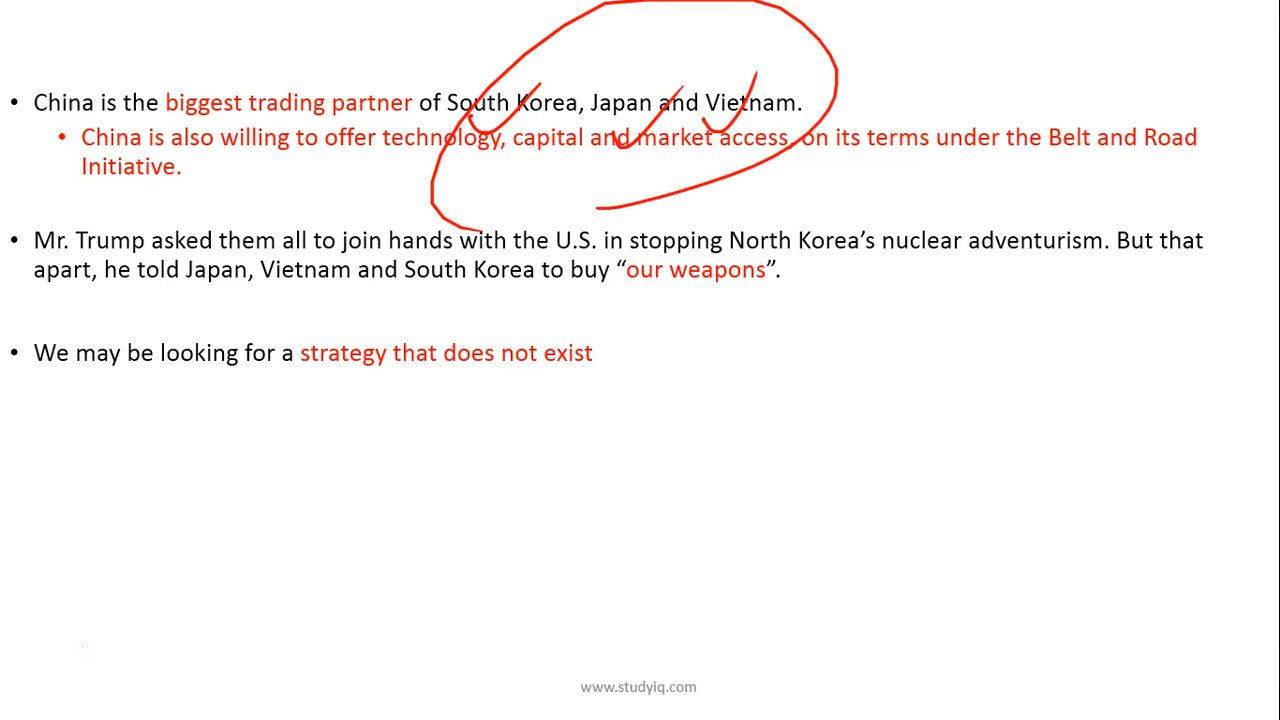 • China is the biggest trading partner of South Korea, Japan and Vietnam.
• China is also willing to offer technology, capital and market access, on its terms under the Belt and Road
Initiative.
• Mr. Trump asked them all to join hands with the U.S. in stopping North Korea’s nuclear adventurism. But that
apart, he told Japan, Vietnam and South Korea to buy “our weapons”.
• We may be looking for a strategy that does not exist
www.studyiq.com